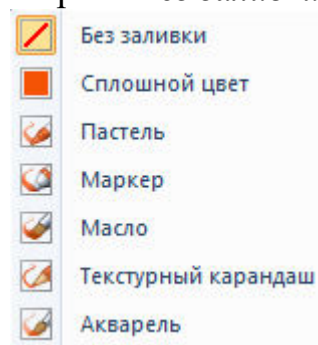 Без заливки
Сплошной цвет
Пастель
Маркер
Масло
Текстурный карандаш
Акварель